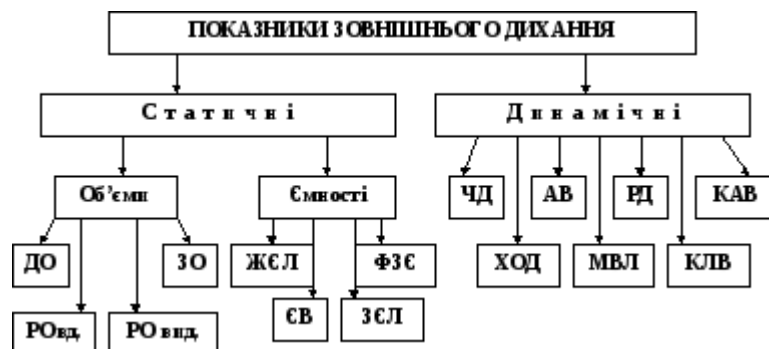 ПОКАЗНИКИ ЗОВНІШНЬОГО ДИХАННЯ
Статичні
Динамічні
Об’єми
Ємності
ЧД
АВ
РД
КАВ
ДО
ЗО
ЖЄЛ
ФЗЄ
ХОД
МВЛ
КЛВ
РОвд.
РО вид.
ЄВ
ЗЄЛ